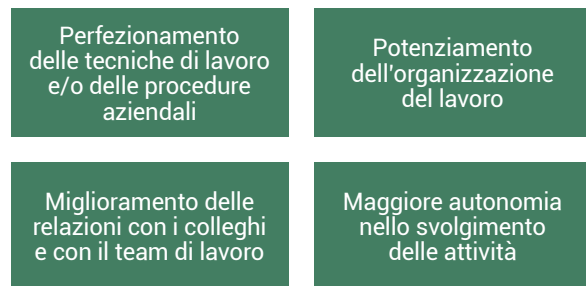 Perfezionamento
delle tecniche di lavoro
e/o delle procedure
aziendali
Potenziamento
dell'organizzazione
del lavoro
Miglioramento delle
relazioni con i colleghi
e con il team di lavoro
Maggiore autonomia
nello svolgimento
delle attività